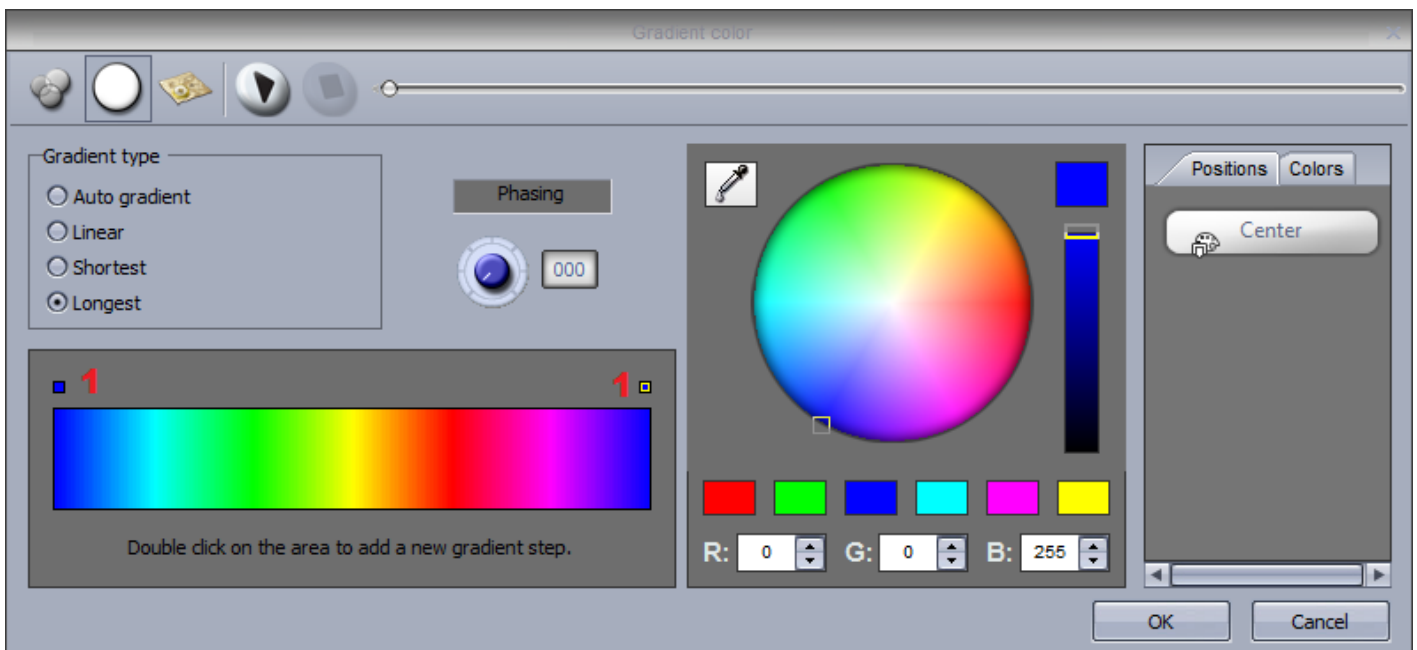 Gradient color
Gradient type
Auto gradient
Linear
Shortest
Longest
Phasing
000
1 1
Double click on the area to add a new gradient step.
R: 0 G: 0 B: 255
Positions Colors
Center
OK Cancel